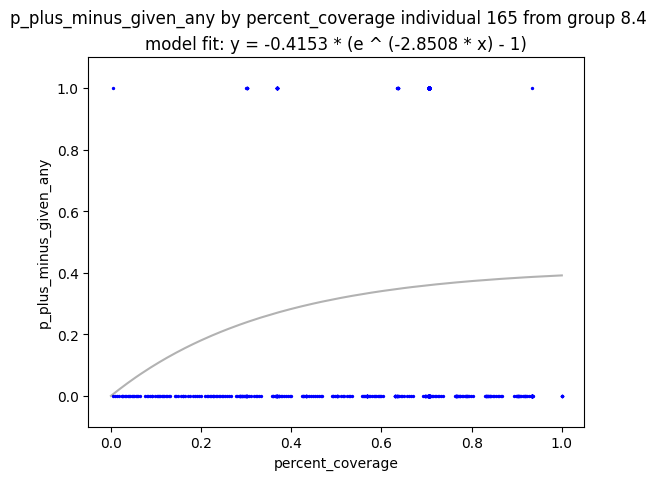 p_plus_minus_given_any by percent_coverage individual 165 from group 8.4
model fit: y = -0.4153 * (e ^ (-2.8508 * x) - 1)
1.0
0.8
0.6
0.4
0.2
0.0
p_plus_minus_given_any
0.0 0.2 0.4 0.6 0.8 1.0
percent_coverage